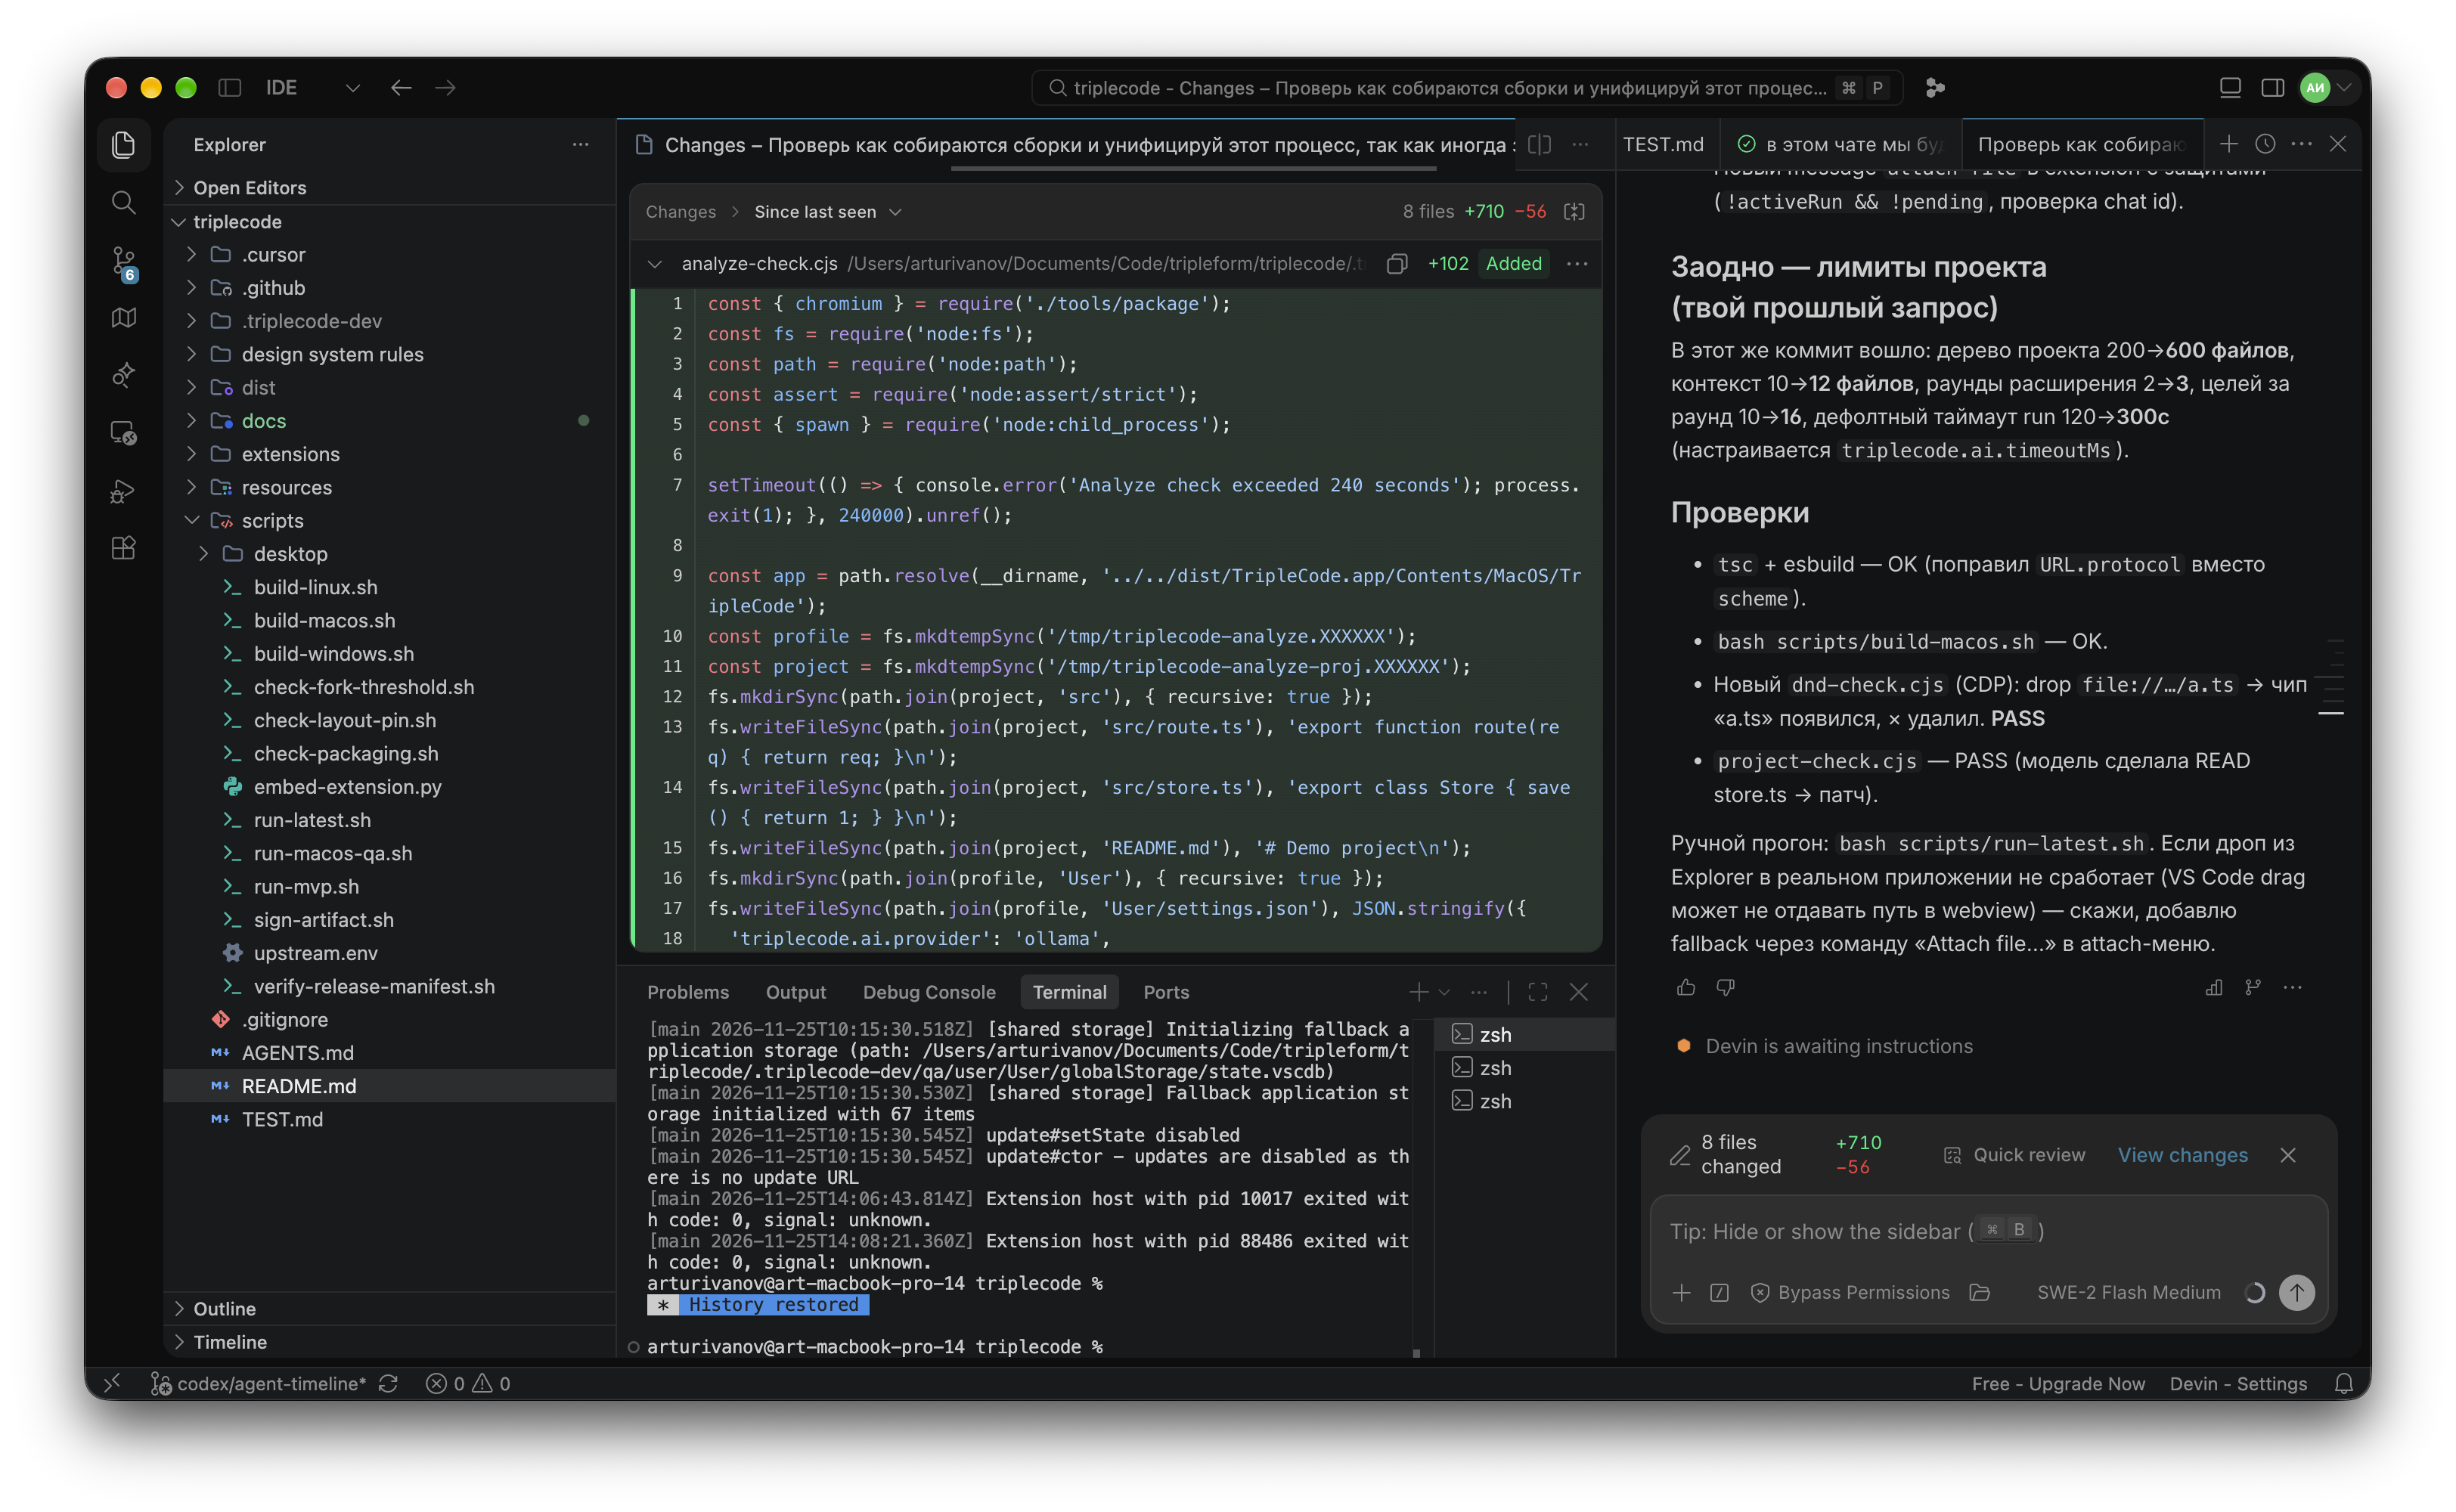 IDE
triplecode - Changes – Проверь как собираются сборки и унифицируй этот процес... ⌘ P
АИ
Explorer
Open Editors
triplecode
.cursor
.github
.triplecode-dev
design system rules
dist
docs
extensions
resources
scripts
desktop
build-linux.sh
build-macos.sh
build-windows.sh
check-fork-threshold.sh
check-layout-pin.sh
check-packaging.sh
embed-extension.py
run-latest.sh
run-macos-qa.sh
run-mvp.sh
sign-artifact.sh
upstream.env
verify-release-manifest.sh
.gitignore
AGENTS.md
README.md
TEST.md
Outline
Timeline
6
Changes – Проверь как собираются сборки и унифицируй этот процесс, так как иногда
Changes > Since last seen
8 files +710 −56
analyze-check.cjs /Users/arturivanov/Documents/Code/tripleform/triplecode/.t
+102 Added
1 const { chromium } = require('./tools/package');
2 const fs = require('node:fs');
3 const path = require('node:path');
4 const assert = require('node:assert/strict');
5 const { spawn } = require('node:child_process');
6
7 setTimeout(() => { console.error('Analyze check exceeded 240 seconds'); process.
exit(1); }, 240000).unref();
8
9 const app = path.resolve(__dirname, '../../dist/TripleCode.app/Contents/MacOS/Tr
ipleCode');
10 const profile = fs.mkdtempSync('/tmp/triplecode-analyze.XXXXXX');
11 const project = fs.mkdtempSync('/tmp/triplecode-analyze-proj.XXXXXX');
12 fs.mkdirSync(path.join(project, 'src'), { recursive: true });
13 fs.writeFileSync(path.join(project, 'src/route.ts'), 'export function route(re
q) { return req; }\n');
14 fs.writeFileSync(path.join(project, 'src/store.ts'), 'export class Store { save
() { return 1; } }\n');
15 fs.writeFileSync(path.join(project, 'README.md'), '# Demo project\n');
16 fs.mkdirSync(path.join(profile, 'User'), { recursive: true });
17 fs.writeFileSync(path.join(profile, 'User/settings.json'), JSON.stringify({
18 'triplecode.ai.provider': 'ollama',
Problems Output Debug Console Terminal Ports
[main 2026-11-25T10:15:30.518Z] [shared storage] Initializing fallback a
pplication storage (path: /Users/arturivanov/Documents/Code/tripleform/t
riplecode/.triplecode-dev/qa/user/User/globalStorage/state.vscdb)
[main 2026-11-25T10:15:30.530Z] [shared storage] Fallback application st
orage initialized with 67 items
[main 2026-11-25T10:15:30.545Z] update#setState disabled
[main 2026-11-25T10:15:30.545Z] update#ctor - updates are disabled as th
ere is no update URL
[main 2026-11-25T14:06:43.814Z] Extension host with pid 10017 exited wit
h code: 0, signal: unknown.
[main 2026-11-25T14:08:21.360Z] Extension host with pid 88486 exited wit
h code: 0, signal: unknown.
arturivanov@art-macbook-pro-14 triplecode %
* History restored
arturivanov@art-macbook-pro-14 triplecode %
zsh
zsh
zsh
TEST.md
в этом чате мы бу
Проверь как собираю
Новый message attach-file в extension с защитами
(!activeRun && !pending, проверка chat id).
Заодно — лимиты проекта
(твой прошлый запрос)
В этот же коммит вошло: дерево проекта 200→600 файлов,
контекст 10→12 файлов, раунды расширения 2→3, целей за
раунд 10→16, дефолтный таймаут run 120→300с
(настраивается triplecode.ai.timeoutMs).
Проверки
• tsc + esbuild — OK (поправил URL.protocol вместо
scheme).
• bash scripts/build-macos.sh — OK.
• Новый dnd-check.cjs (CDP): drop file://…/a.ts → чип
«a.ts» появился, × удалил. PASS
• project-check.cjs — PASS (модель сделала READ
store.ts → патч).
Ручной прогон: bash scripts/run-latest.sh. Если дроп из
Explorer в реальном приложении не сработает (VS Code drag
может не отдавать путь в webview) — скажи, добавлю
fallback через команду «Attach file…» в attach-меню.
Devin is awaiting instructions
8 files
changed
+710
−56
Quick review
View changes
Tip: Hide or show the sidebar ( ⌘ B )
Bypass Permissions
SWE-2 Flash Medium
codex/agent-timeline*
0 0
Free - Upgrade Now
Devin - Settings